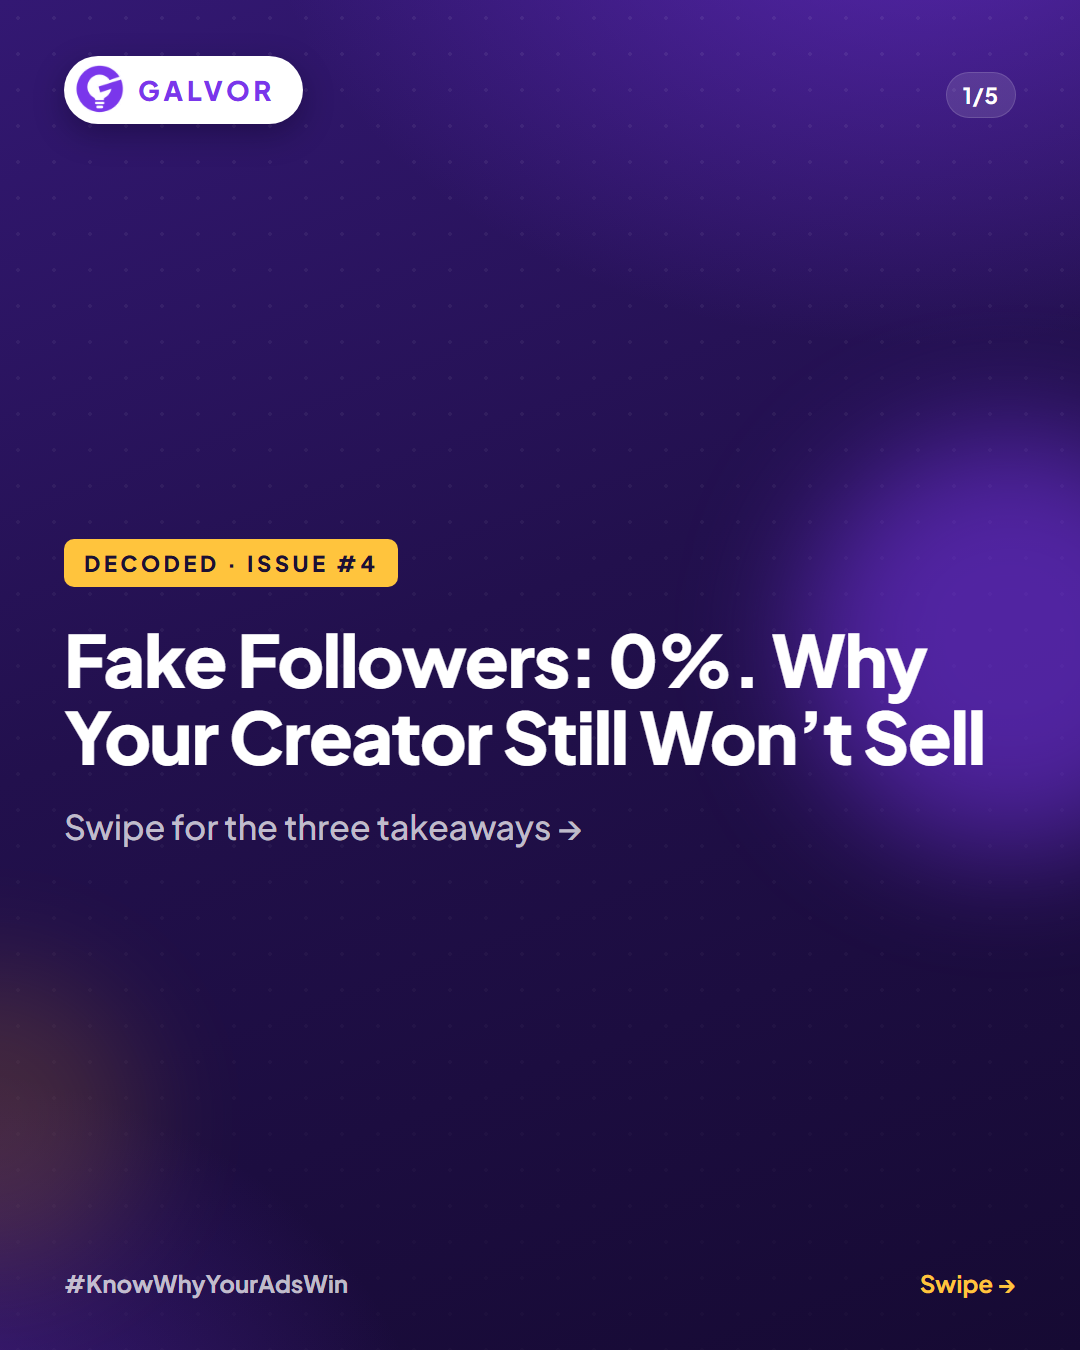 GALVOR
1/5
DECODED · ISSUE #4
Fake Followers: 0%. Why
Your Creator Still Won’t Sell
Swipe for the three takeaways →
#KnowWhyYourAdsWin
Swipe →